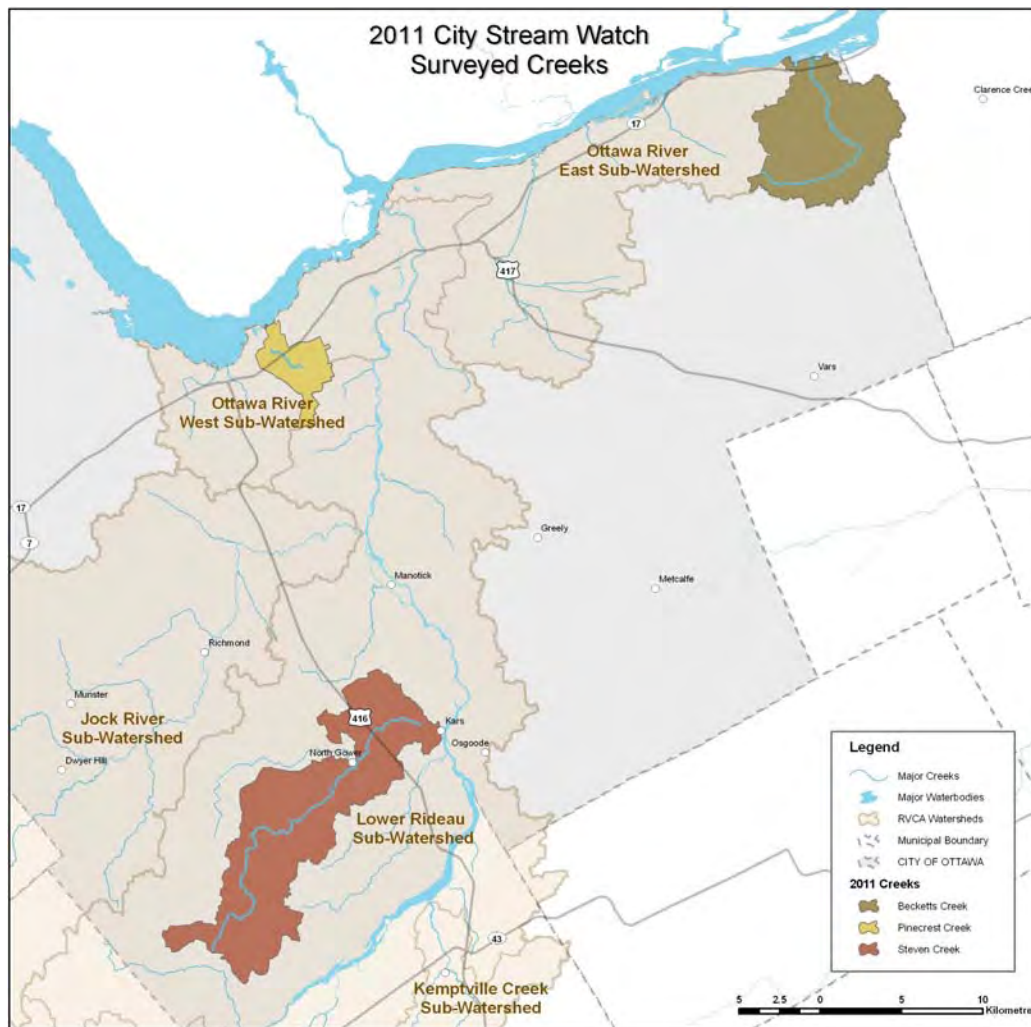 2011 City Stream Watch
Surveyed Creeks
Clarence Cree
17
Ottawa River
East Sub-Watershed
417
Vars
Ottawa River
West Sub-Watershed
17
7
Greely
Manotick
Metcalfe
Richmond
Munster
Jock River
Sub-Watershed
416
Kars
Osgoode
North Gower
Dwyer Hill
Lower Rideau
Sub-Watershed
43
Kemptville Creek
Sub-Watershed
Legend
Major Creeks
Major Waterbodies
RVCA Watersheds
Municipal Boundary
CITY OF OTTAWA
2011 Creeks
Becketts Creek
Pinecrest Creek
Steven Creek
5 2.5 0 5 10
Kilometre